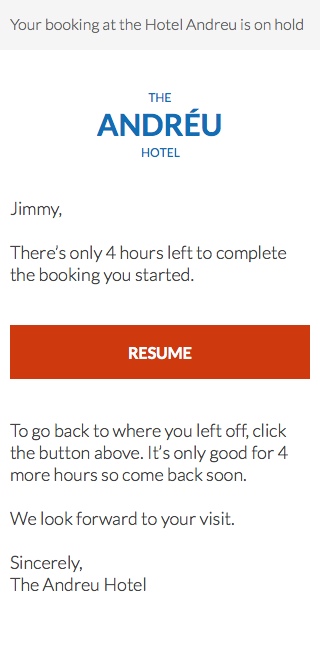 Your booking at the Hotel Andreu is on hold
THE
ANDRÉU
HOTEL
Jimmy,
There’s only 4 hours left to complete
the booking you started.
RESUME
To go back to where you left off, click
the button above. It’s only good for 4
more hours so come back soon.
We look forward to your visit.
Sincerely,
The Andreu Hotel